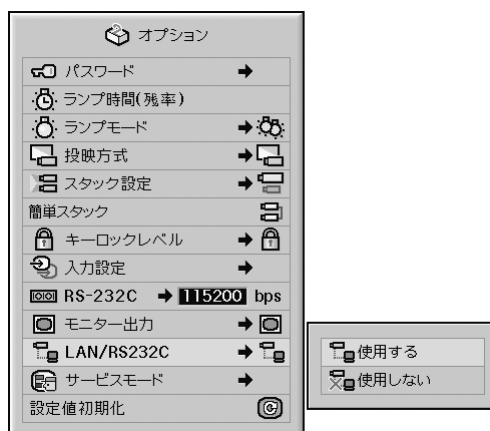 オプション
パスワード
ランプ時間(残率)
ランプモード
投映方式
スタック設定
簡単スタック
キーロックレベル
入力設定
RS-232C 115200 bps
モニター出力
LAN/RS232C
サービスモード
設定値初期化
使用する
使用しない